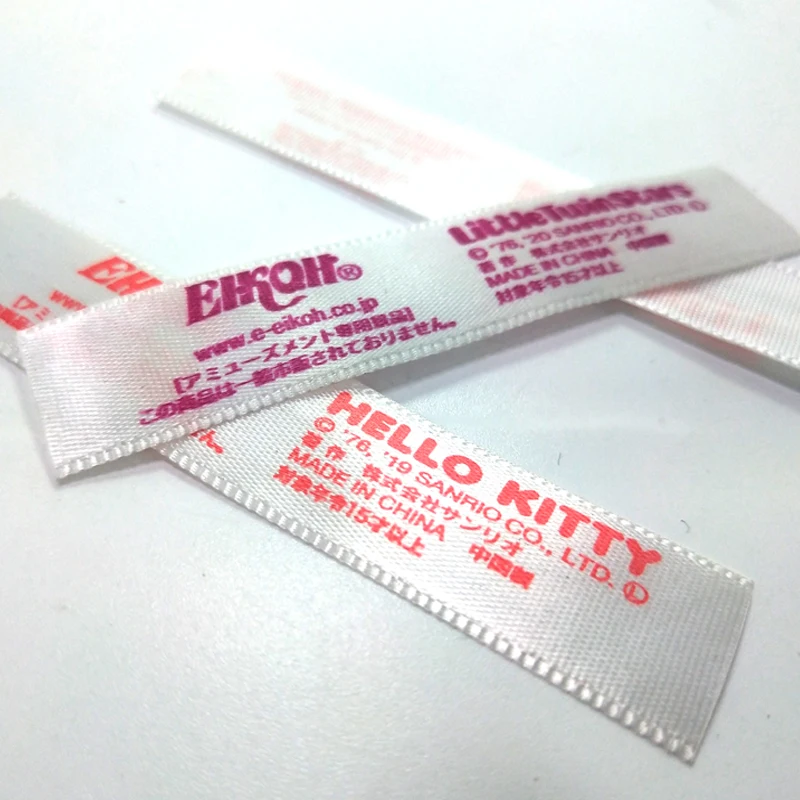 EIKOH®
www.e-eikoh.co.jp
【アミューズメント専用景品】
この商品は一般市販されておりません。
LittleTwinStars
© '76, '20 SANRIO CO., LTD. Ⓛ
著作 株式会社サンリオ
MADE IN CHINA 中国製
対象年令15才以上
HELLO KITTY
© '76, '19 SANRIO CO., LTD. Ⓛ
著作 株式会社サンリオ
MADE IN CHINA 中国製
対象年令15才以上
EIK
www.
せん。